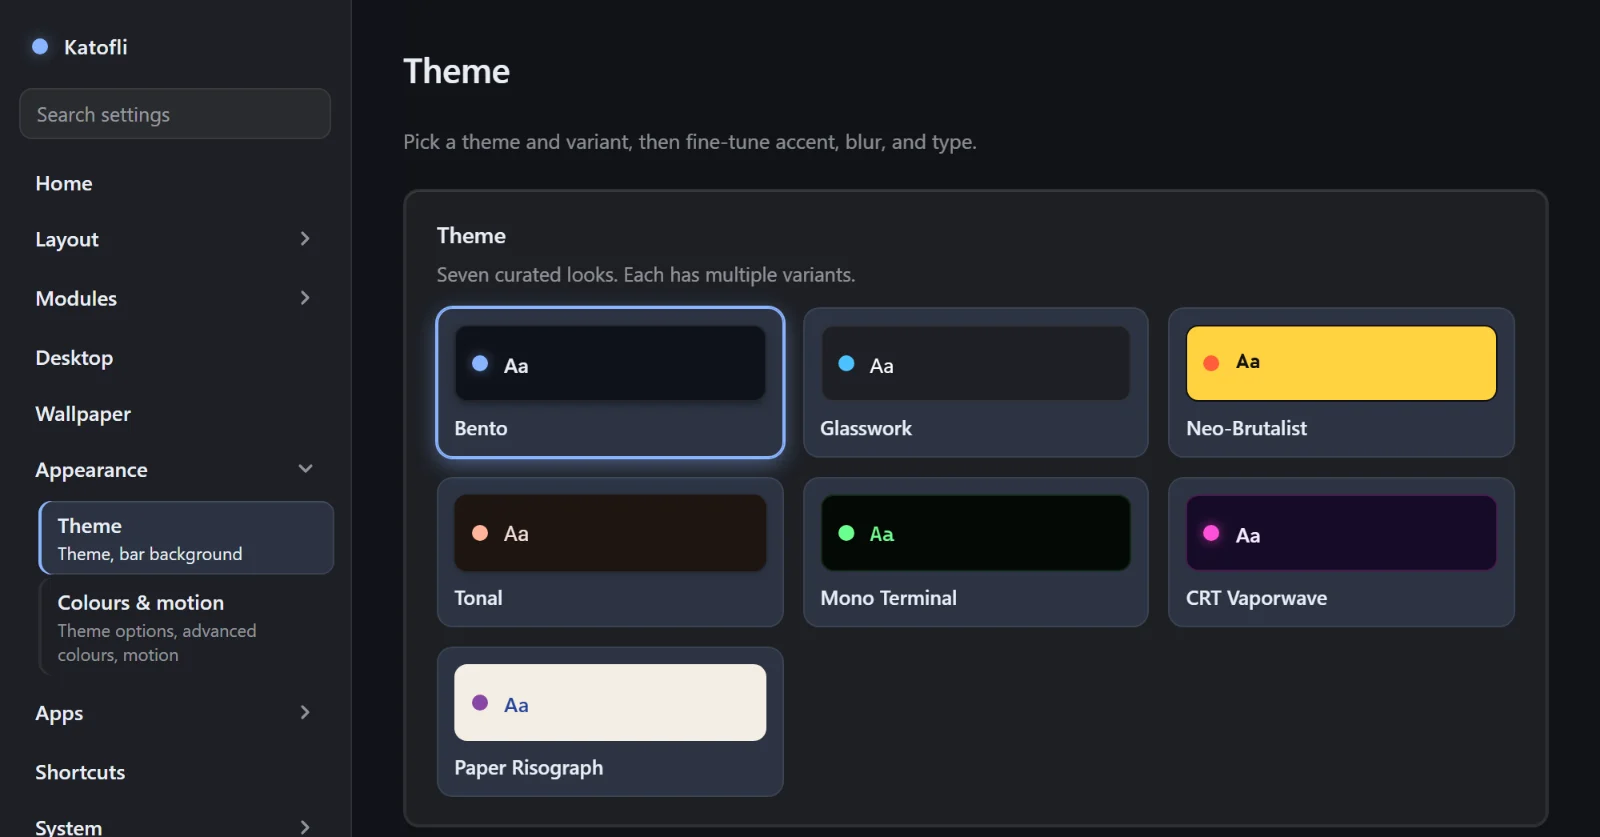 Katofli
Search settings
Home
Layout
Modules
Desktop
Wallpaper
Appearance
Theme
Theme, bar background
Colours & motion
Theme options, advanced
colours, motion
Apps
Shortcuts
System
Theme
Pick a theme and variant, then fine-tune accent, blur, and type.
Theme
Seven curated looks. Each has multiple variants.
Aa
Bento
Aa
Glasswork
Aa
Neo-Brutalist
Aa
Tonal
Aa
Mono Terminal
Aa
CRT Vaporwave
Aa
Paper Risograph